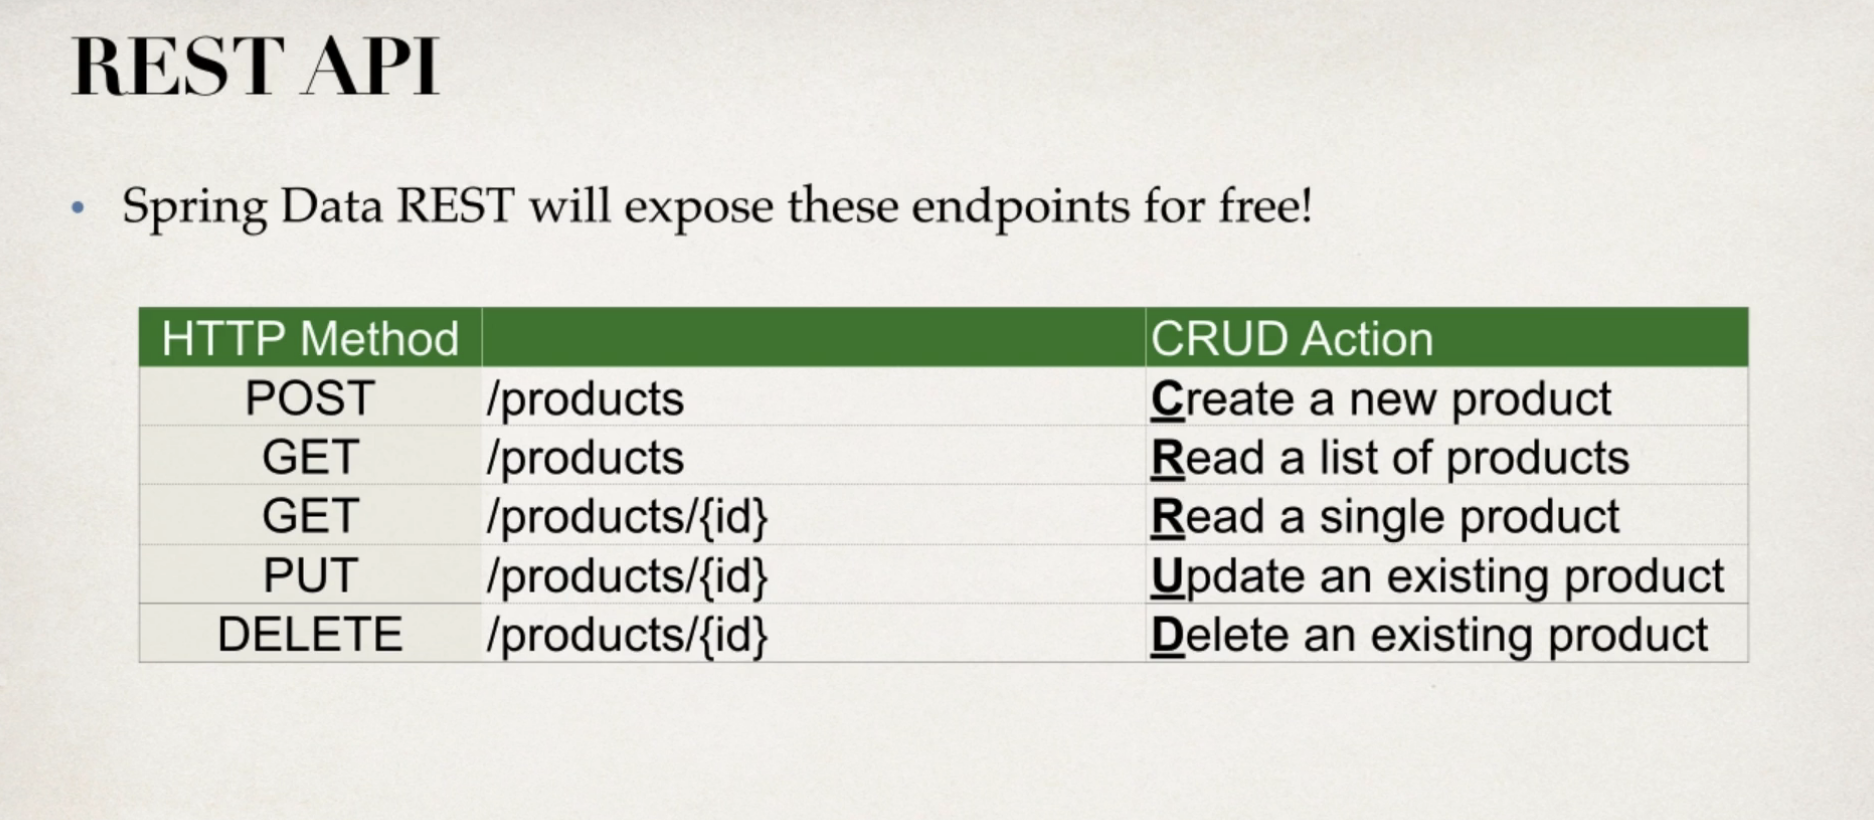 REST API
• Spring Data REST will expose these endpoints for free!
HTTP Method CRUD Action
POST /products Create a new product
GET /products Read a list of products
GET /products/{id} Read a single product
PUT /products/{id} Update an existing product
DELETE /products/{id} Delete an existing product